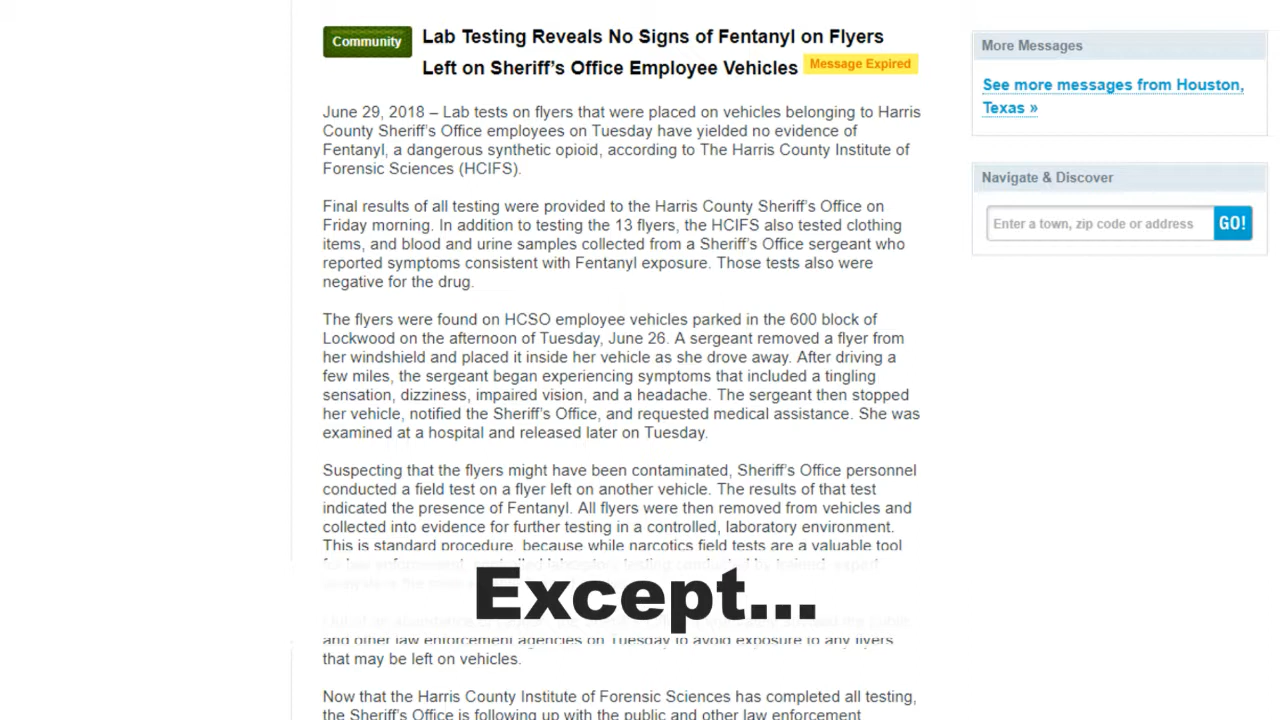 Community
Lab Testing Reveals No Signs of Fentanyl on Flyers
Left on Sheriff’s Office Employee Vehicles
Message Expired
June 29, 2018 – Lab tests on flyers that were placed on vehicles belonging to Harris
County Sheriff’s Office employees on Tuesday have yielded no evidence of
Fentanyl, a dangerous synthetic opioid, according to The Harris County Institute of
Forensic Sciences (HCIFS).
Final results of all testing were provided to the Harris County Sheriff’s Office on
Friday morning. In addition to testing the 13 flyers, the HCIFS also tested clothing
items, and blood and urine samples collected from a Sheriff’s Office sergeant who
reported symptoms consistent with Fentanyl exposure. Those tests also were
negative for the drug.
The flyers were found on HCSO employee vehicles parked in the 600 block of
Lockwood on the afternoon of Tuesday, June 26. A sergeant removed a flyer from
her windshield and placed it inside her vehicle as she drove away. After driving a
few miles, the sergeant began experiencing symptoms that included a tingling
sensation, dizziness, impaired vision, and a headache. The sergeant then stopped
her vehicle, notified the Sheriff’s Office, and requested medical assistance. She was
examined at a hospital and released later on Tuesday.
Suspecting that the flyers might have been contaminated, Sheriff’s Office personnel
conducted a field test on a flyer left on another vehicle. The results of that test
indicated the presence of Fentanyl. All flyers were then removed from vehicles and
collected into evidence for further testing in a controlled, laboratory environment.
This is standard procedure, because while narcotics field tests are a valuable tool
Except...
and other law enforcement agencies on Tuesday to avoid exposure to any flyers
that may be left on vehicles.
Now that the Harris County Institute of Forensic Sciences has completed all testing,
the Sheriff’s Office is following up with the public and other law enforcement
More Messages
See more messages from Houston,
Texas »
Navigate & Discover
Enter a town, zip code or address
GO!